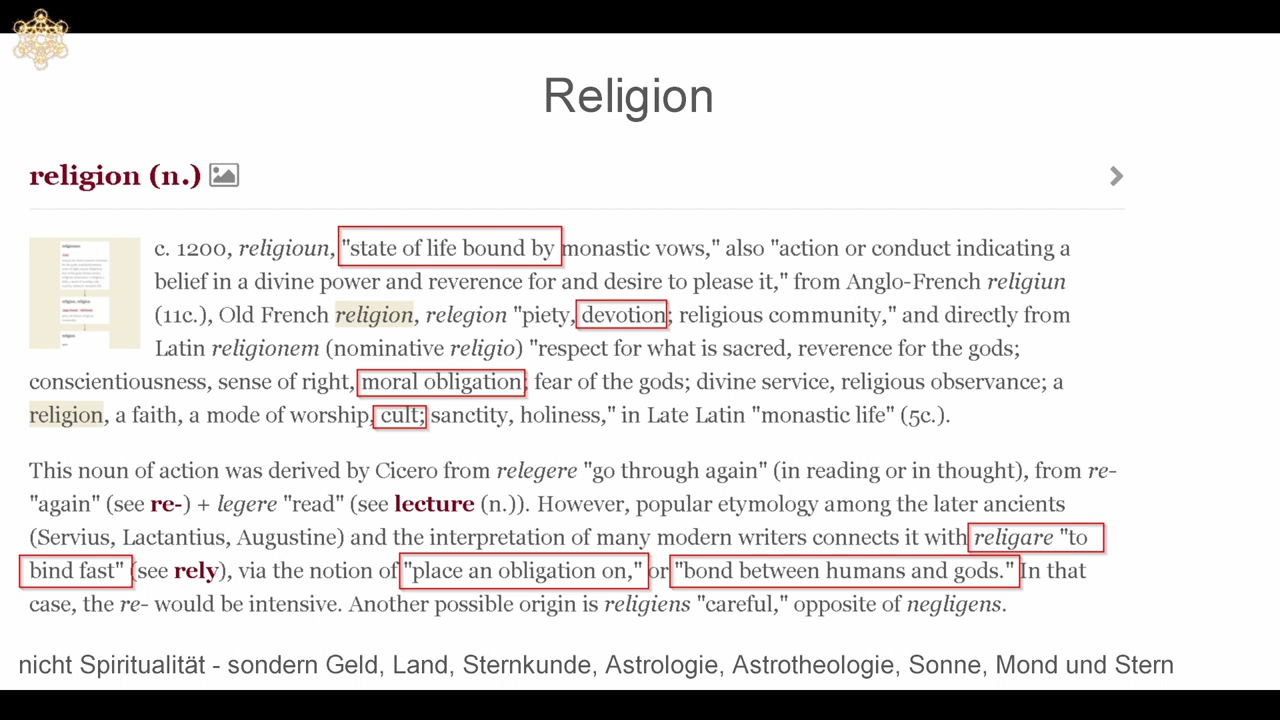 Religion
religion (n.)
c. 1200, religioun, "state of life bound by monastic vows," also "action or conduct indicating a
belief in a divine power and reverence for and desire to please it," from Anglo-French religiun
(11c.), Old French religion, relegion "piety, devotion; religious community," and directly from
Latin religionem (nominative religio) "respect for what is sacred, reverence for the gods;
conscientiousness, sense of right, moral obligation; fear of the gods; divine service, religious observance; a
religion, a faith, a mode of worship, cult; sanctity, holiness," in Late Latin "monastic life" (5c.).
This noun of action was derived by Cicero from relegere "go through again" (in reading or in thought), from re-
"again" (see re-) + legere "read" (see lecture (n.)). However, popular etymology among the later ancients
(Servius, Lactantius, Augustine) and the interpretation of many modern writers connects it with religare "to
bind fast" (see rely), via the notion of "place an obligation on," or "bond between humans and gods." In that
case, the re- would be intensive. Another possible origin is religiens "careful," opposite of negligens.
nicht Spiritualität - sondern Geld, Land, Sternkunde, Astrologie, Astrotheologie, Sonne, Mond und Stern